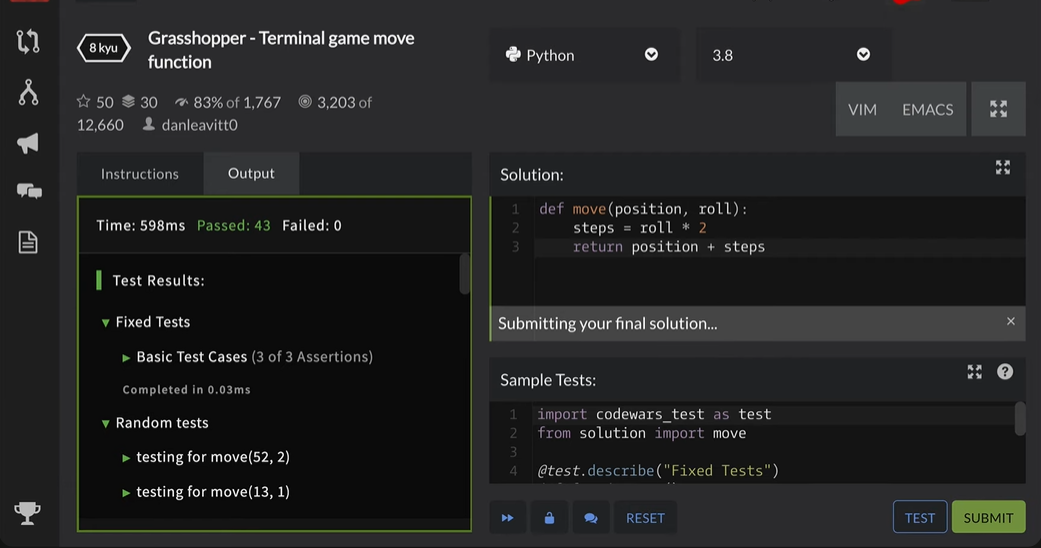 8 kyu
Grasshopper - Terminal game move
function
50 30 83% of 1,767 3,203 of
12,660 danleavitt0
Python
3.8
VIM EMACS
Instructions Output
Time: 598ms Passed: 43 Failed: 0
Test Results:
▼ Fixed Tests
▶ Basic Test Cases (3 of 3 Assertions)
Completed in 0.03ms
▼ Random tests
▶ testing for move(52, 2)
▶ testing for move(13, 1)
Solution:
1 def move(position, roll):
2     steps = roll * 2
3     return position + steps
Submitting your final solution... ×
Sample Tests: ?
1 import codewars_test as test
2 from solution import move
3
4 @test.describe("Fixed Tests")
RESET TEST SUBMIT